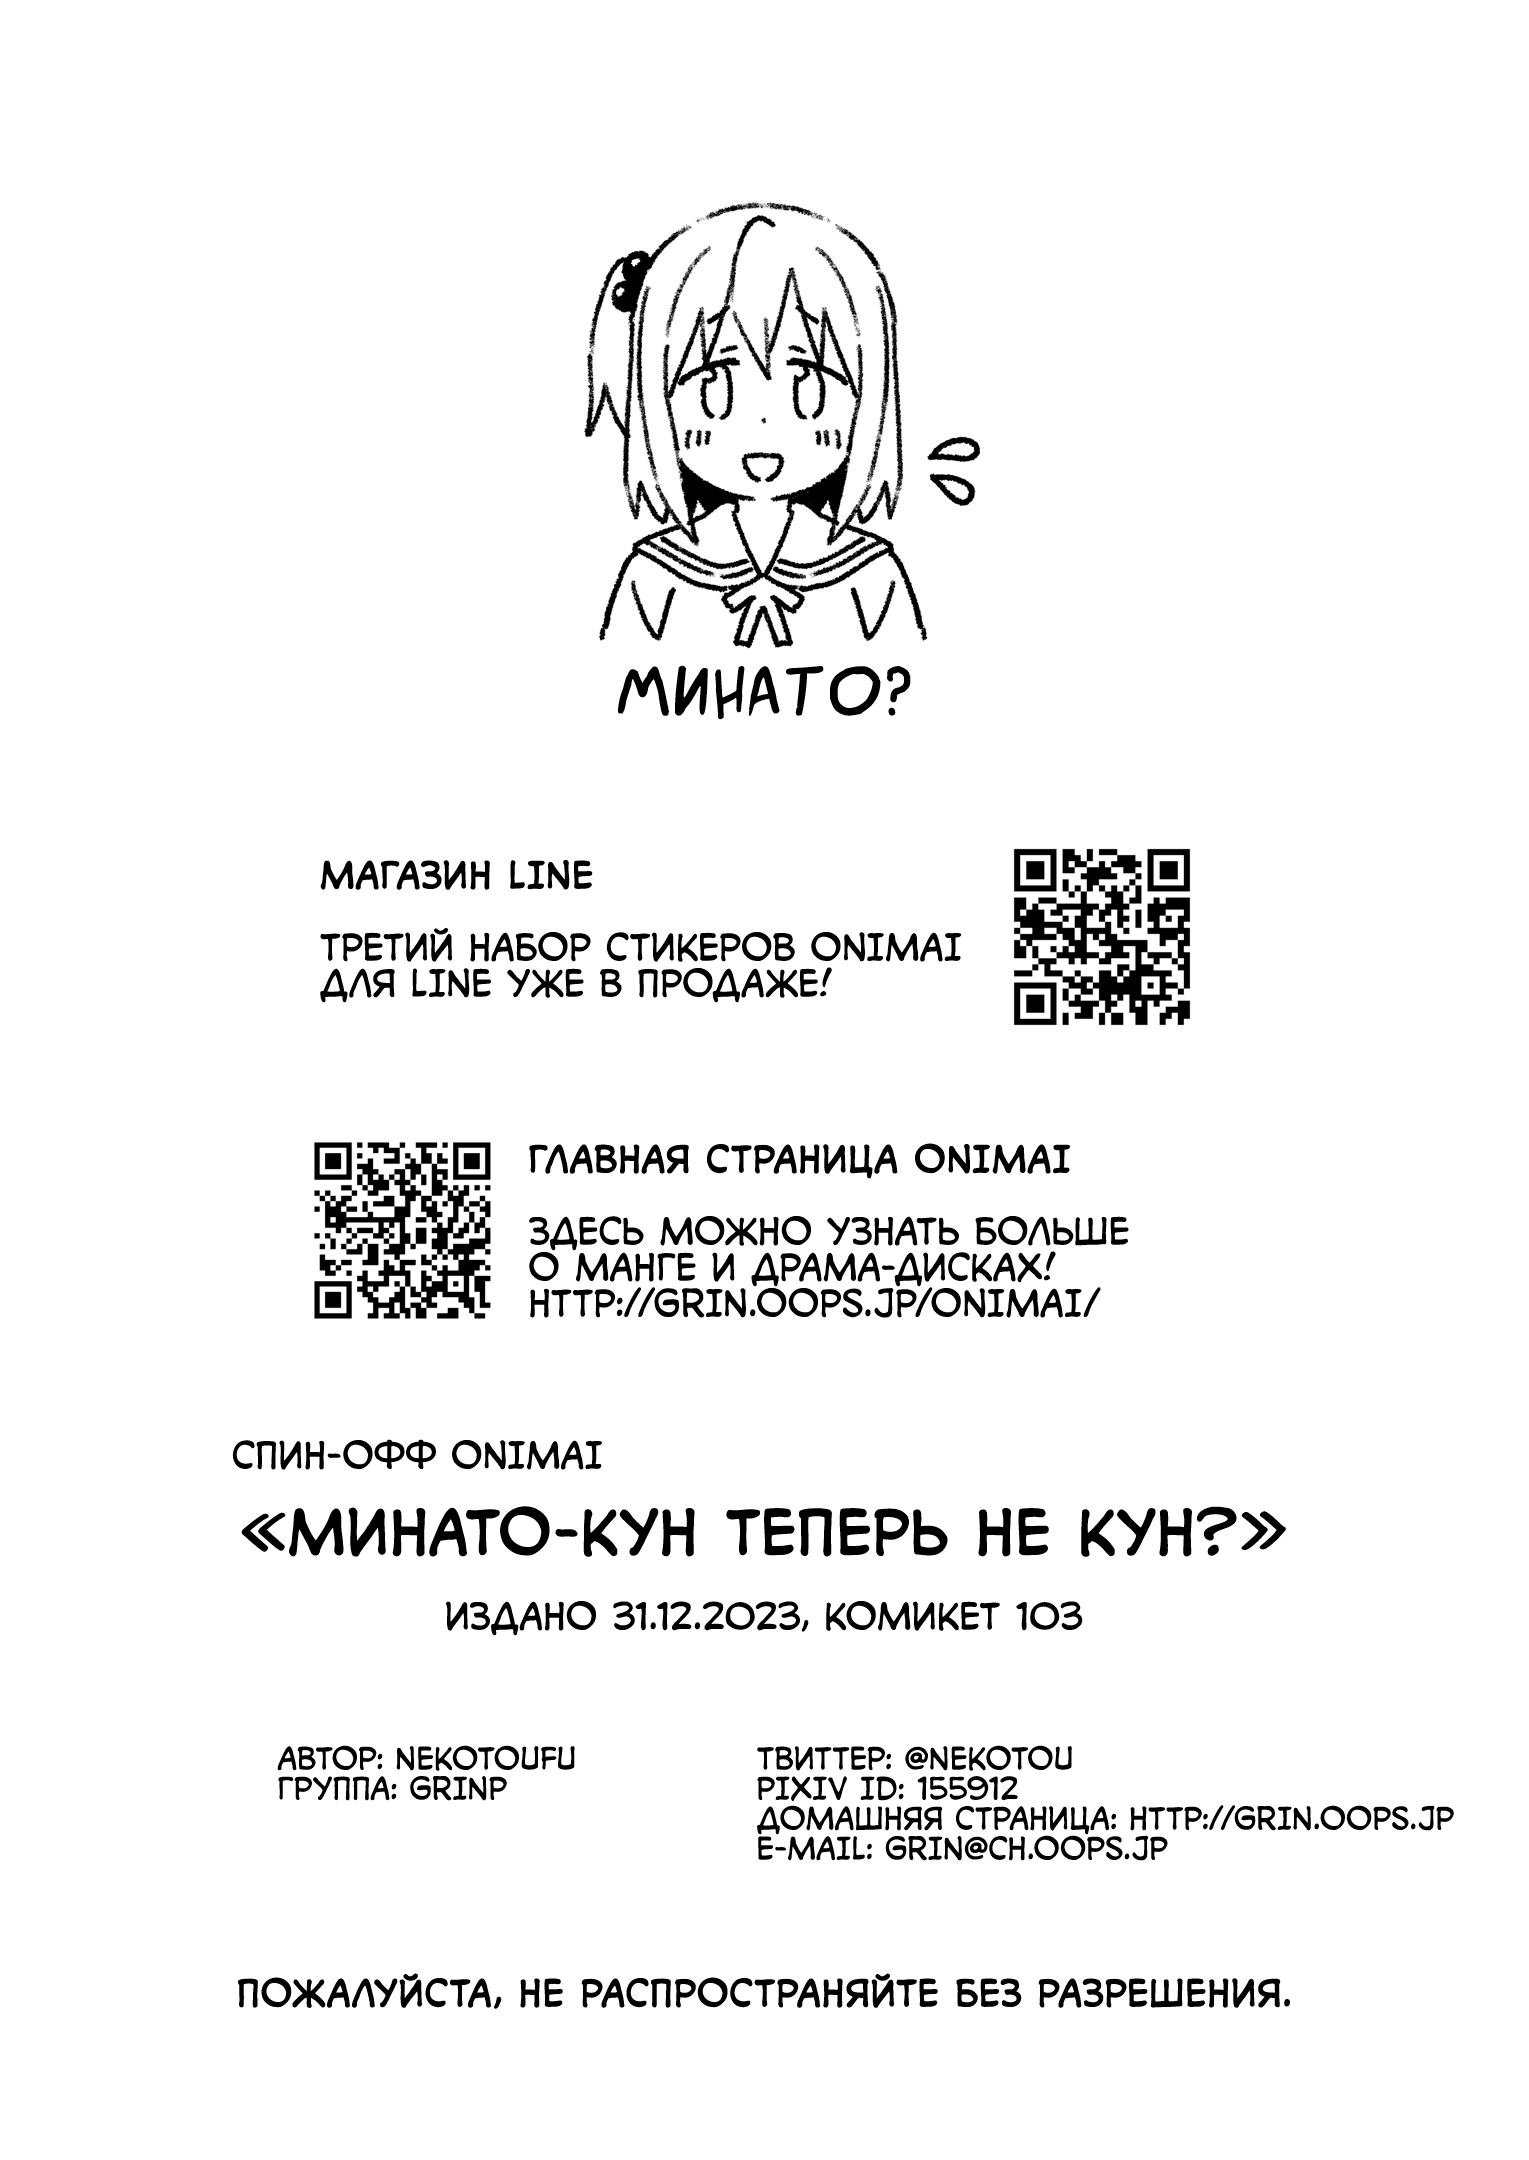 МИНАТО?
МАГАЗИН LINE
ТРЕТИЙ НАБОР СТИКЕРОВ ONIMAI
ДЛЯ LINE УЖЕ В ПРОДАЖЕ!
ГЛАВНАЯ СТРАНИЦА ONIMAI
ЗДЕСЬ МОЖНО УЗНАТЬ БОЛЬШЕ
О МАНГЕ И ДРАМА-ДИСКАХ!
HTTP://GRIN.OOPS.JP/ONIMAI/
СПИН-ОФФ ONIMAI
«МИНАТО-КУН ТЕПЕРЬ НЕ КУН?»
ИЗДАНО 31.12.2023, КОМИКЕТ 103
АВТОР: NEKOTOUFU
ГРУППА: GRINP
ТВИТТЕР: @NEKOTOU
PIXIV ID: 155912
ДОМАШНЯЯ СТРАНИЦА: HTTP://GRIN.OOPS.JP
E-MAIL: GRIN@CH.OOPS.JP
ПОЖАЛУЙСТА, НЕ РАСПРОСТРАНЯЙТЕ БЕЗ РАЗРЕШЕНИЯ.